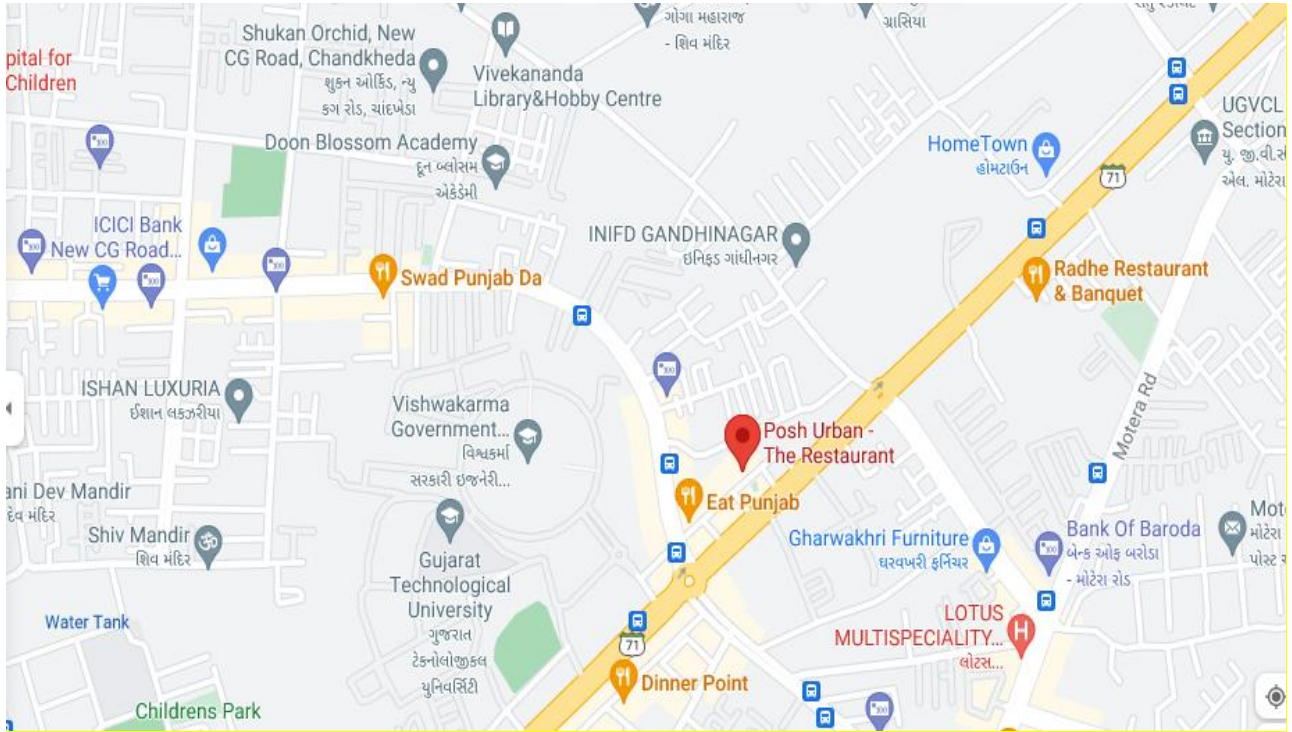 ગોગા મહારાજ
- શિવ મંદિર
ગ્રાસિયા
Shukan Orchid, New
CG Road, Chandkheda
શુકન ઓર્કિડ, ન્યુ
કગ રોડ, ચાંદખેડા
pital for
Children
Vivekananda
Library&Hobby Centre
Doon Blossom Academy
દૂન બ્લોસમ
એકેડેમી
HomeTown
હોમટાઉન
UGVCL
Section
યુ. જી.વી.સ
એલ. મોટેરા
71
ICICI Bank
New CG Road...
INIFD GANDHINAGAR
ઇનિફડ ગાંધીનગર
Swad Punjab Da
Radhe Restaurant
& Banquet
ISHAN LUXURIA
ઈશાન લકઝરીયા
Vishwakarma
Government...
વિશ્વકર્મા
સરકારી ઇજનેરી...
Posh Urban -
The Restaurant
Motera Rd
Eat Punjab
ani Dev Mandir
દેવ મંદિર
Shiv Mandir
શિવ મંદિર
Gujarat
Technological
University
ગુજરાત
ટેકનોલોજીકલ
યુનિવર્સિટી
Gharwakhri Furniture
ઘરવખરી ફર્નિચર
Bank Of Baroda
બેન્ક ઓફ બરોડા
- મોટેરા રોડ
Mot
મોટેરા
પોસ્ટ
LOTUS
MULTISPECIALITY...
લોટસ...
Water Tank
71
Dinner Point
Childrens Park